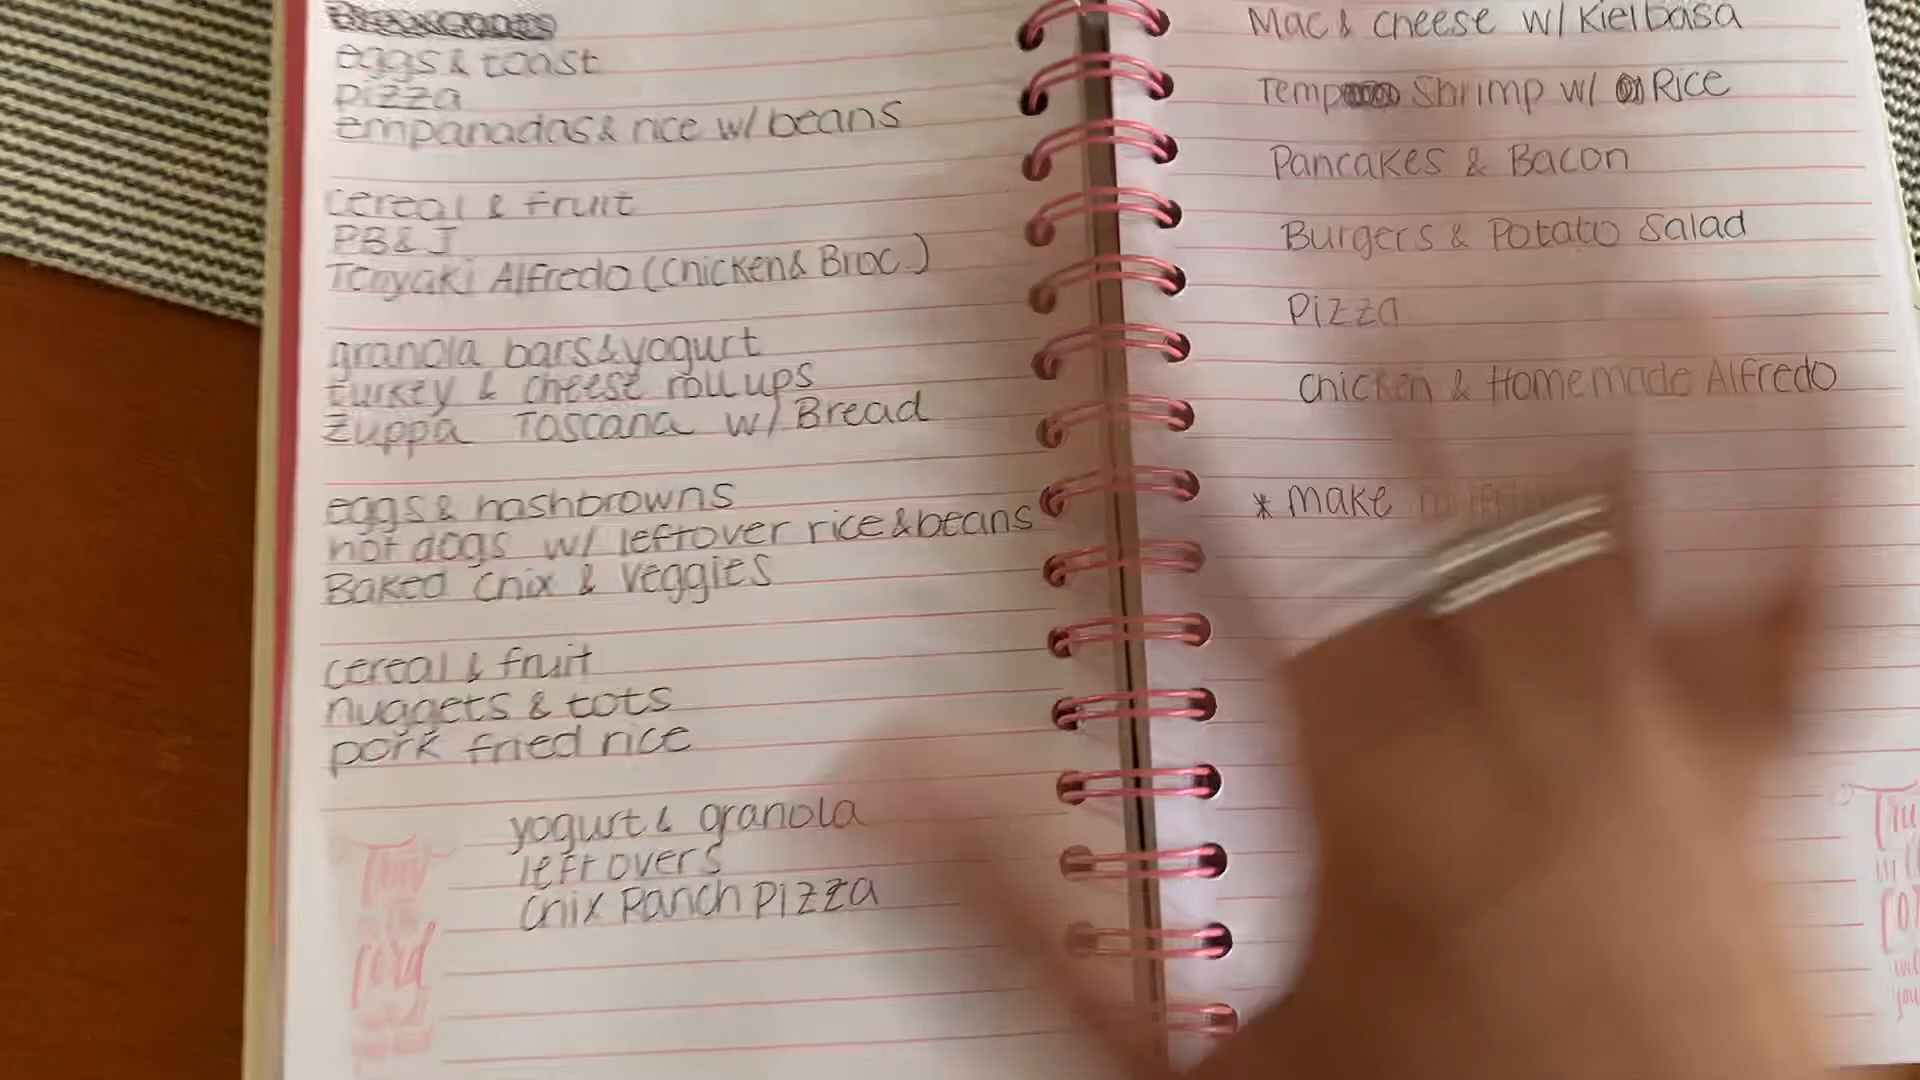 eggs & toast
pizza
empanadas & rice w/ beans
cereal & fruit
PB & J
Teriyaki Alfredo (Chicken & Broc.)
granola bars & yogurt
turkey & cheese roll ups
Zuppa Toscana w/ Bread
eggs & hashbrowns
hot dogs w/ leftover rice & beans
Baked Chix & Veggies
cereal & fruit
nuggets & tots
pork fried rice
yogurt & granola
leftovers
Chix Ranch Pizza
Mac & Cheese w/ Kielbasa
Temp Shrimp w/ Rice
Pancakes & Bacon
Burgers & Potato Salad
Pizza
Chicken & Homemade Alfredo
* make